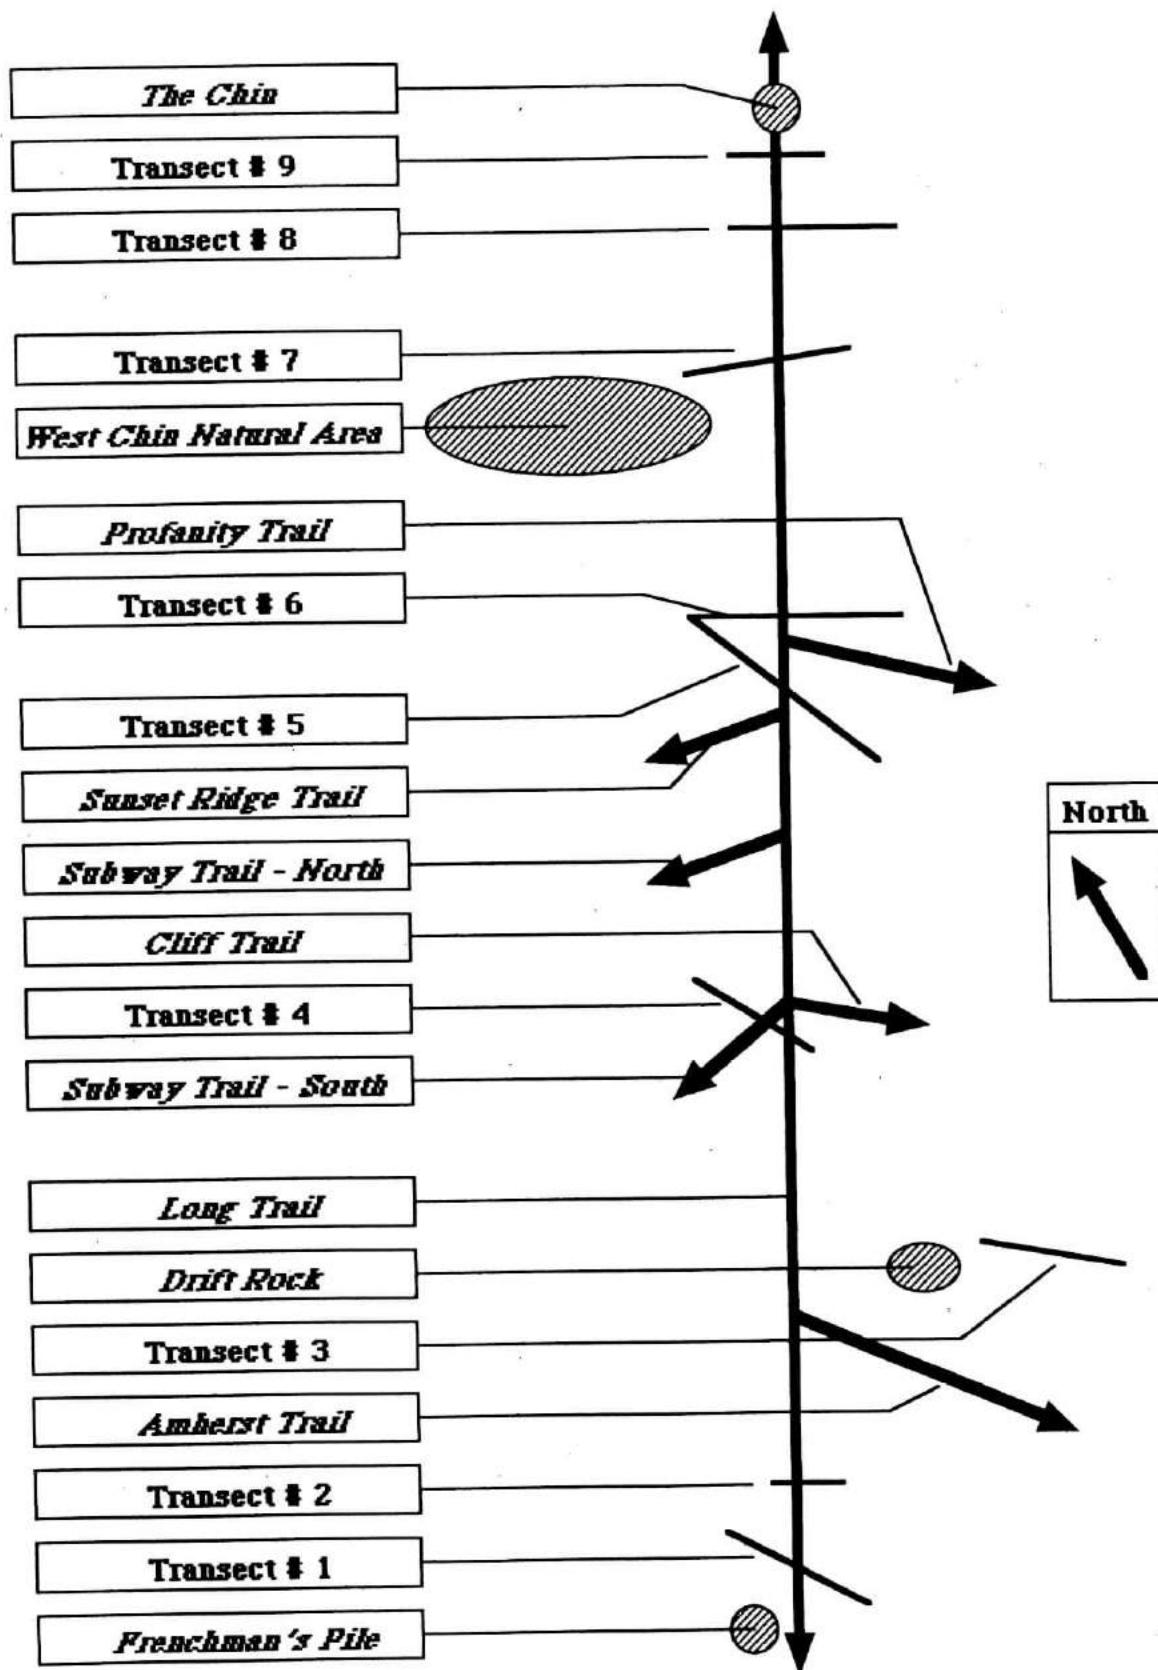 The Chin
Transect # 9
Transect # 8
Transect # 7
West Chin Natural Area
Profanity Trail
Transect # 6
Transect # 5
Sunset Ridge Trail
North
Subway Trail - North
Cliff Trail
Transect # 4
Subway Trail - South
Long Trail
Drift Rock
Transect # 3
Amherst Trail
Transect # 2
Transect # 1
Frenchman's Pile